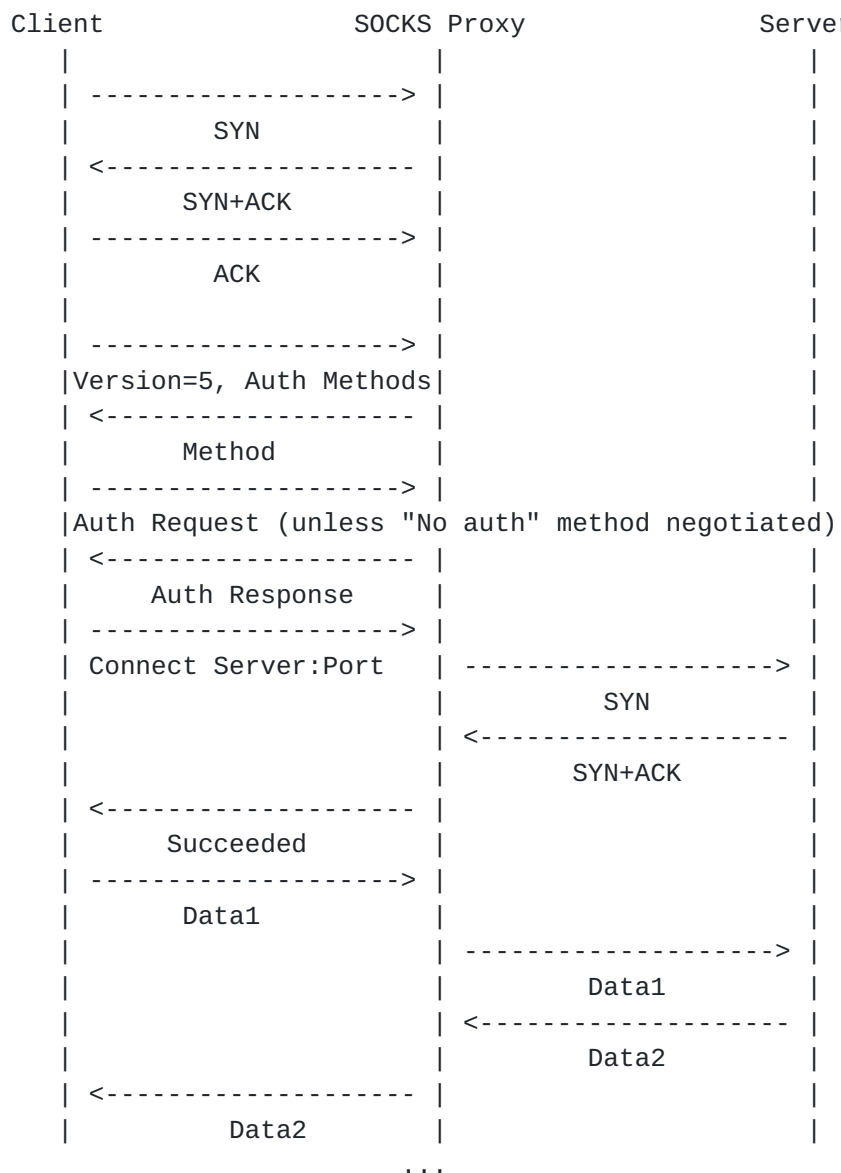 Client                SOCKS Proxy               Server
   |                        |                       |
   | --------------------> |                       |
   |         SYN           |                       |
   | <-------------------- |                       |
   |       SYN+ACK         |                       |
   | --------------------> |                       |
   |         ACK           |                       |
   |                       |                       |
   | --------------------> |                       |
   |Version=5, Auth Methods|                       |
   | <-------------------- |                       |
   |       Method          |                       |
   | --------------------> |                       |
   |Auth Request (unless "No auth" method negotiated)
   | <-------------------- |                       |
   |     Auth Response     |                       |
   | --------------------> |                       |
   | Connect Server:Port   | --------------------> |
   |                       |         SYN           |
   |                       | <-------------------- |
   |                       |       SYN+ACK         |
   | <-------------------- |                       |
   |      Succeeded        |                       |
   | --------------------> |                       |
   |       Data1           |                       |
   |                       | --------------------> |
   |                       |        Data1          |
   |                       | <-------------------- |
   |                       |        Data2          |
   | <-------------------- |                       |
   |          Data2        |                       |
                         ...